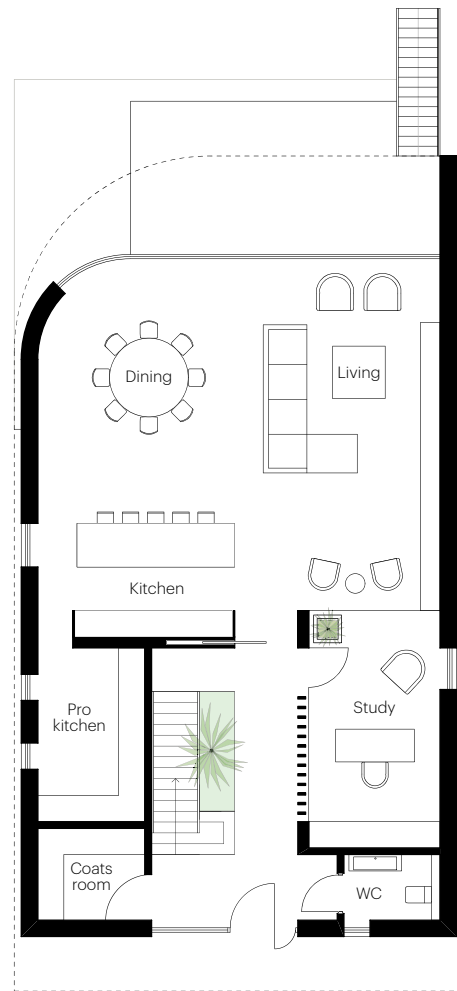 Dining
Living
Kitchen
Pro
kitchen
Study
Coats
room
WC